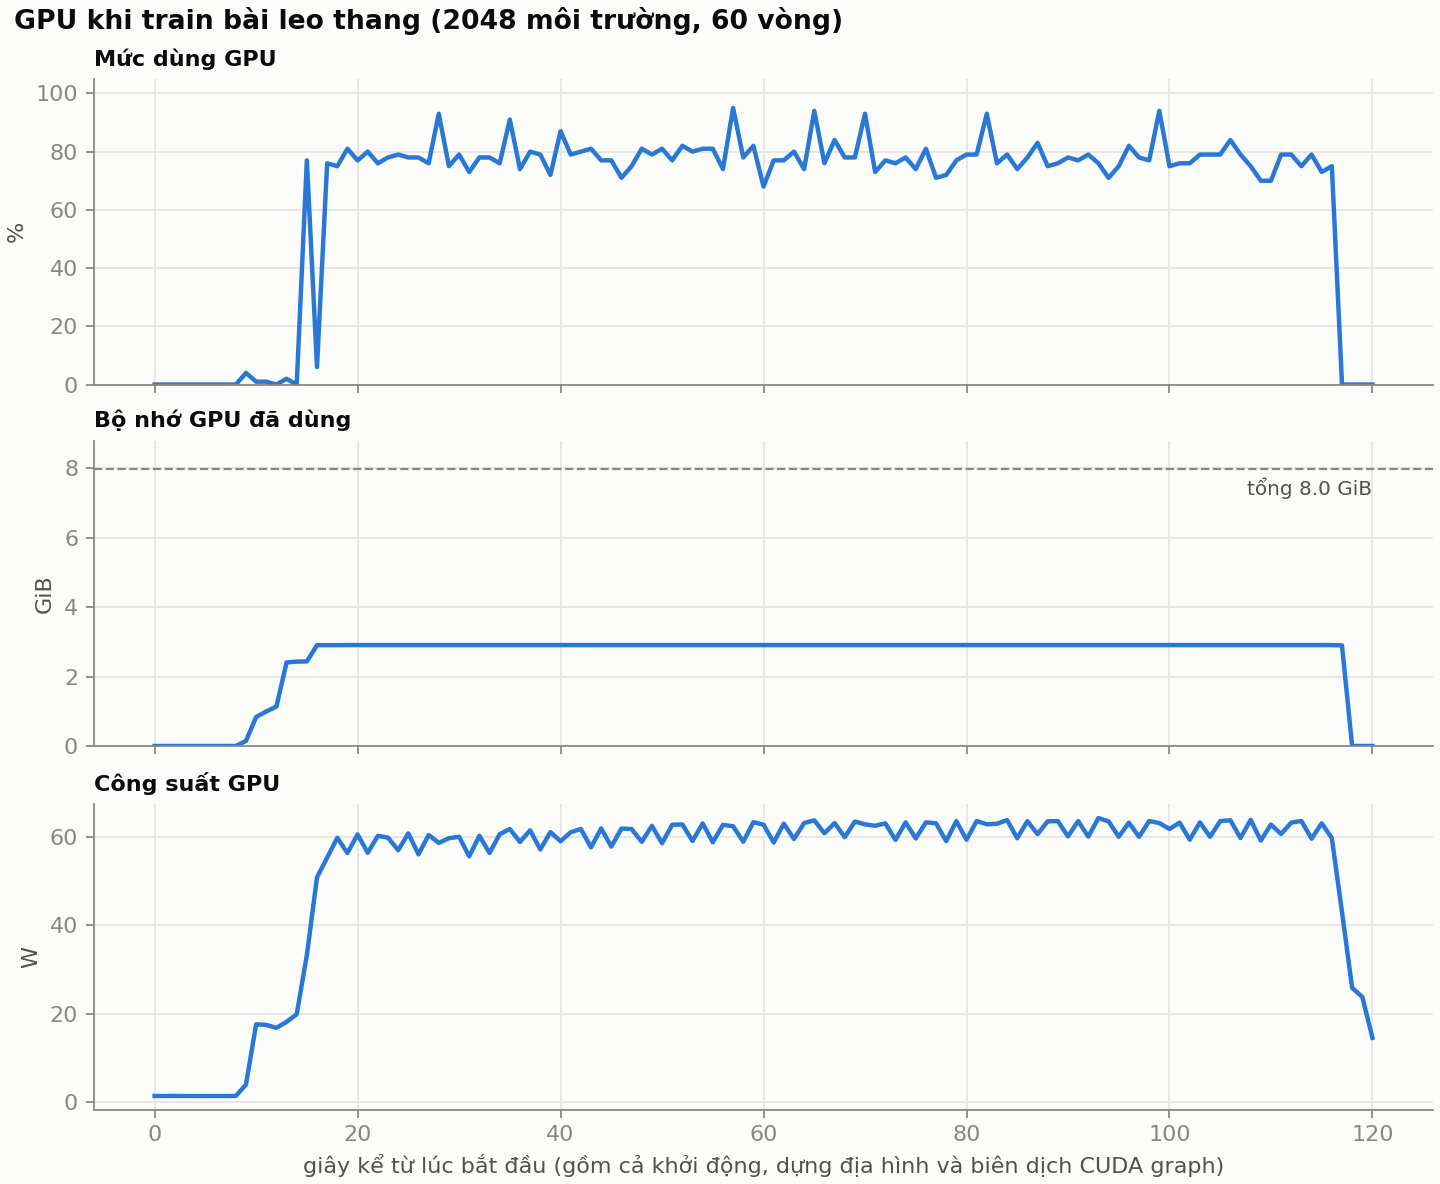 GPU khi train bài leo thang (2048 môi trường, 60 vòng)
Mức dùng GPU
100
80
60
40
20
0
%
Bộ nhớ GPU đã dùng
8
6
4
2
0
GiB
tổng 8.0 GiB
Công suất GPU
60
40
20
0
W
0 20 40 60 80 100 120
giây kể từ lúc bắt đầu (gồm cả khởi động, dựng địa hình và biên dịch CUDA graph)